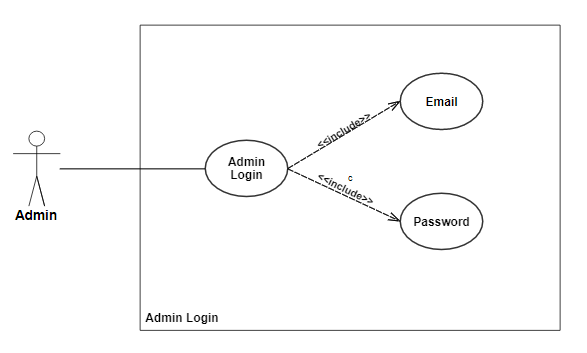 Email
<<include>>
Admin
Login
c
<<include>>
Admin
Password
Admin Login